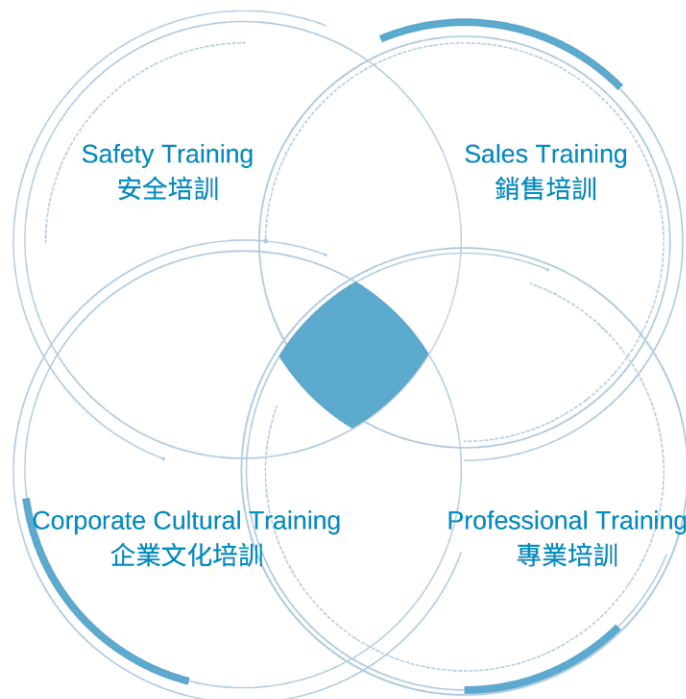 Safety Training
安全培訓
Sales Training
銷售培訓
Corporate Cultural Training
企業文化培訓
Professional Training
專業培訓